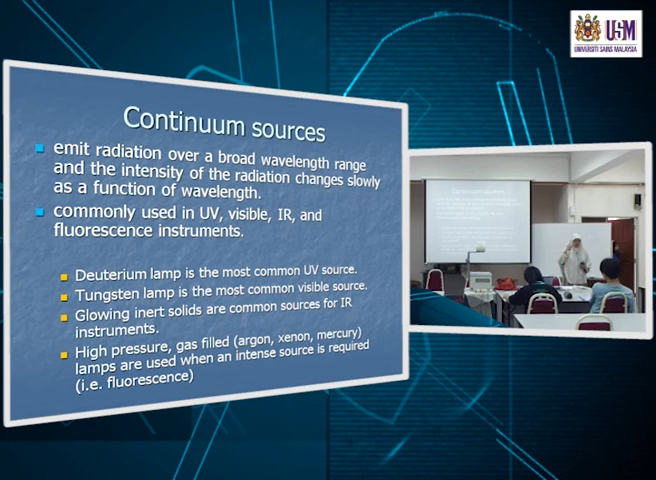 USM
UNIVERSITI SAINS MALAYSIA
Continuum sources
emit radiation over a broad wavelength range
and the intensity of the radiation changes slowly
as a function of wavelength.
commonly used in UV, visible, IR, and
fluorescence instruments.
Deuterium lamp is the most common UV source.
Tungsten lamp is the most common visible source.
Glowing inert solids are common sources for IR
instruments.
High pressure, gas filled (argon, xenon, mercury)
lamps are used when an intense source is required
(i.e. fluorescence)
Continuum sources